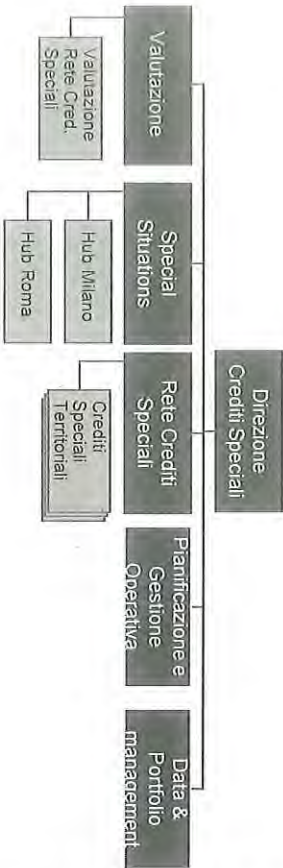 Direzione
Crediti Speciali
Valutazione
Special
Situations
Rete Crediti
Speciali
Pianificazione e
Gestione
Operativa
Data &
Portfolio
management
Valutazione
Rete Cred.
Speciali
Hub Milano
Hub Roma
Crediti
Speciali
Territoriali